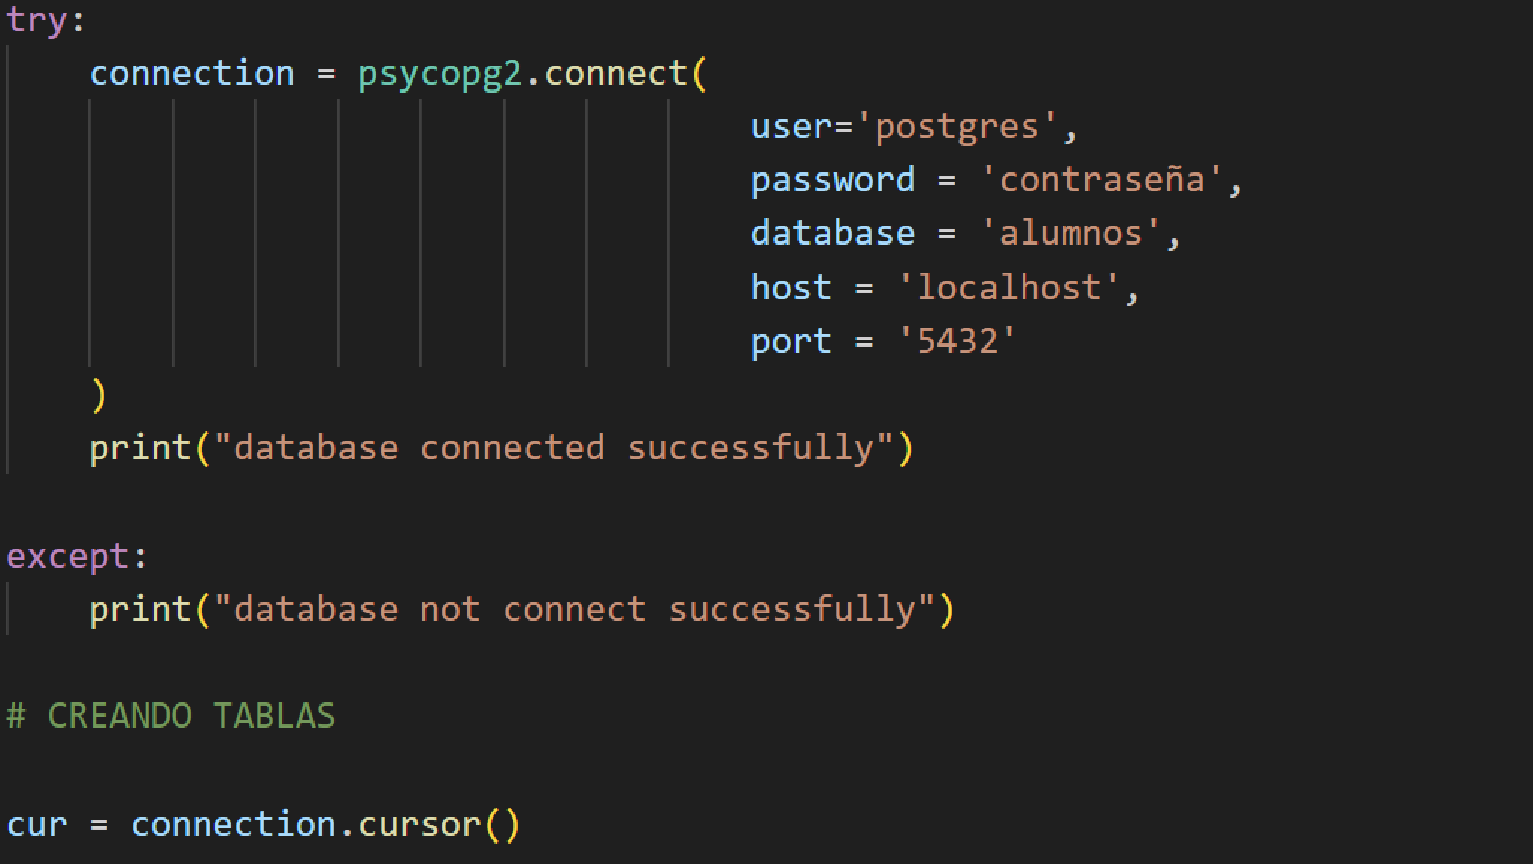 try:
connection = psycopg2.connect(
user='postgres',
password = 'contraseña',
database = 'alumnos',
host = 'localhost',
port = '5432'
)
print("database connected successfully")
except:
print("database not connect successfully")
# CREANDO TABLAS
cur = connection.cursor()